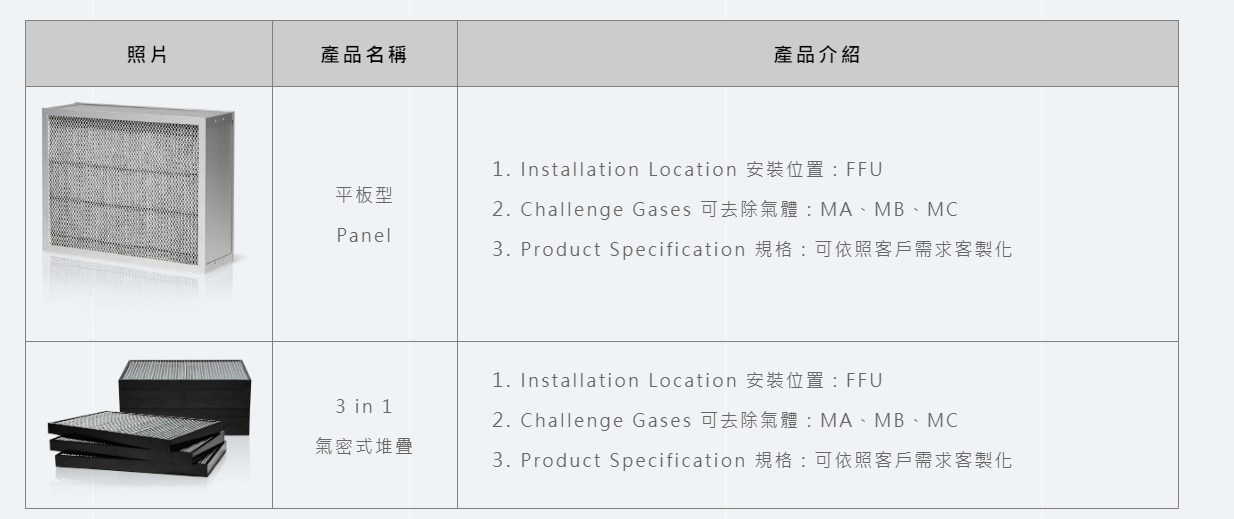 照片
產品名稱
產品介紹
平板型
Panel
1. Installation Location 安裝位置：FFU
2. Challenge Gases 可去除氣體：MA、MB、MC
3. Product Specification 規格：可依照客戶需求客製化
3 in 1
氣密式堆疊
1. Installation Location 安裝位置：FFU
2. Challenge Gases 可去除氣體：MA、MB、MC
3. Product Specification 規格：可依照客戶需求客製化